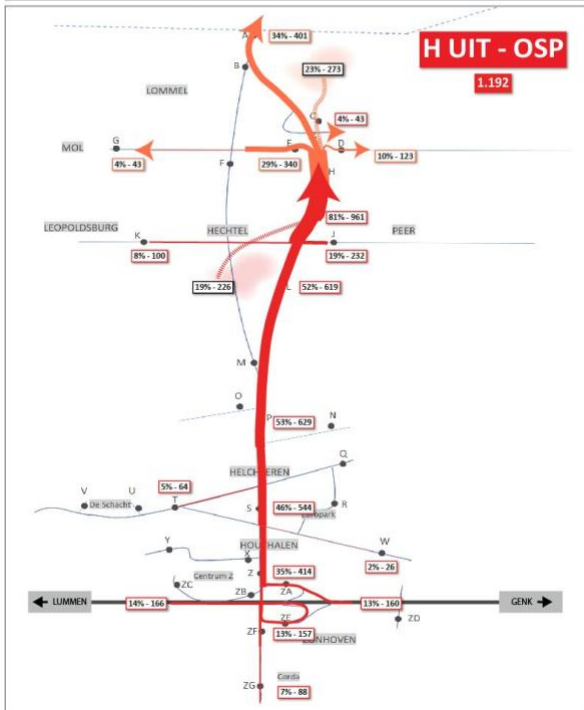 H UIT - OSP
1.192
A
34% - 401
B
23% - 273
LOMMEL
C
4% - 43
MOL
G
E
D
4% - 43
F
29% - 340
H
10% - 123
81% - 961
LEOPOLDSBURG
K
HECHTEL
J
PEER
8% - 100
19% - 232
19% - 226
L
52% - 619
M
O
P
53% - 629
N
HELCHTEREN
Q
5% - 64
V
U
T
De Schacht
S
46% - 544
R
Europark
Y
HOUTHALEN
X
W
2% - 26
Z
35% - 414
Centrum Z
ZC
ZB
ZA
LUMMEN
14% - 166
13% - 160
GENK
ZE
ZD
ZF
13% - 157
ZONHOVEN
Corda
ZG
7% - 88